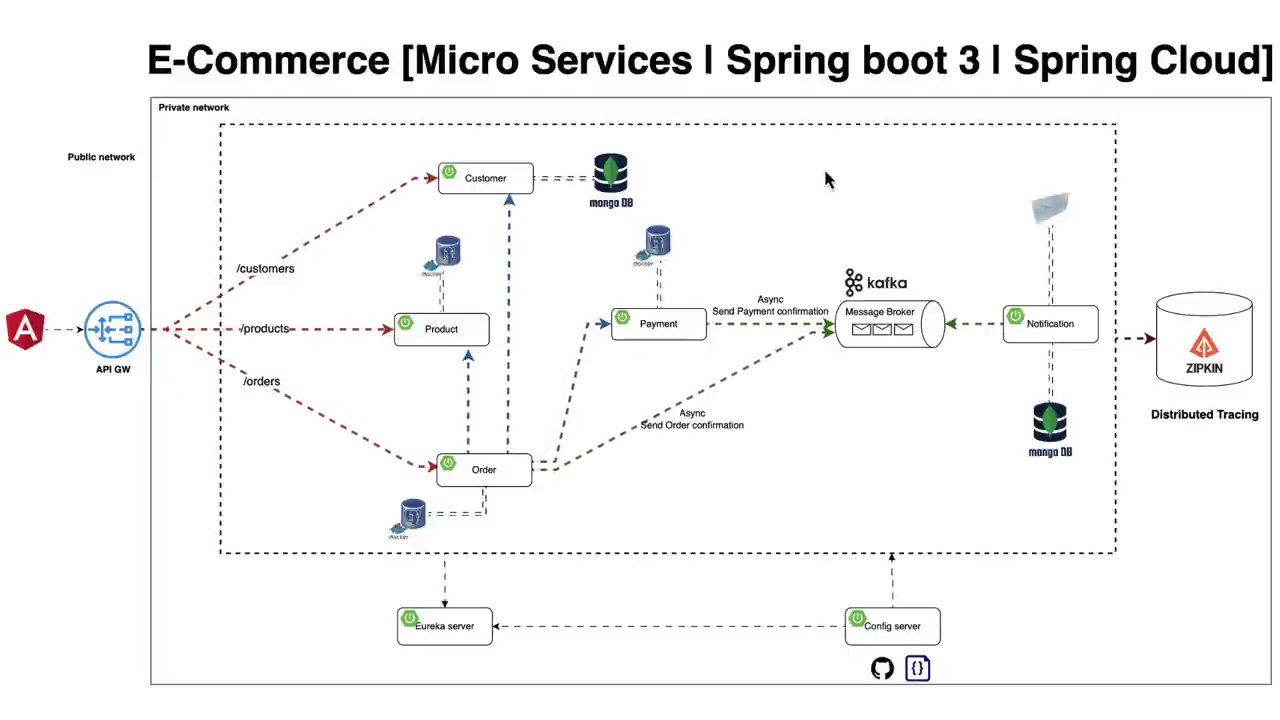 E-Commerce [Micro Services | Spring boot 3 | Spring Cloud]
Private network
Public network
Customer
mongo DB
docker
docker
/customers
kafka
Async
Send Payment confirmation
Message Broker
A
/products
Product
Payment
Notification
ZIPKIN
API GW
/orders
Async
Send Order confirmation
Distributed Tracing
mongo DB
Order
docker
Eureka server
Config server
{}